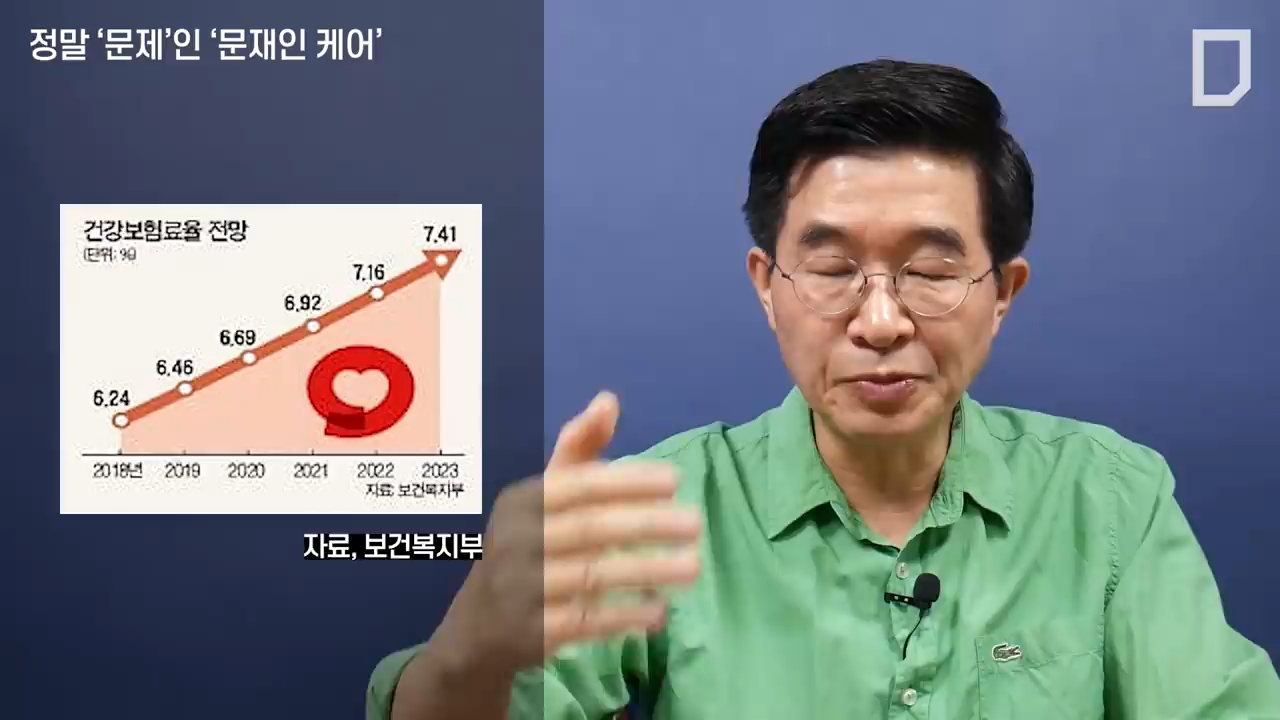 정말 ‘문제’인 ‘문재인 케어’
건강보험료율 전망
(단위: %)
7.41
7.16
6.92
6.69
6.46
6.24
2018년 2019 2020 2021 2022 2023
자료: 보건복지부
자료, 보건복지부